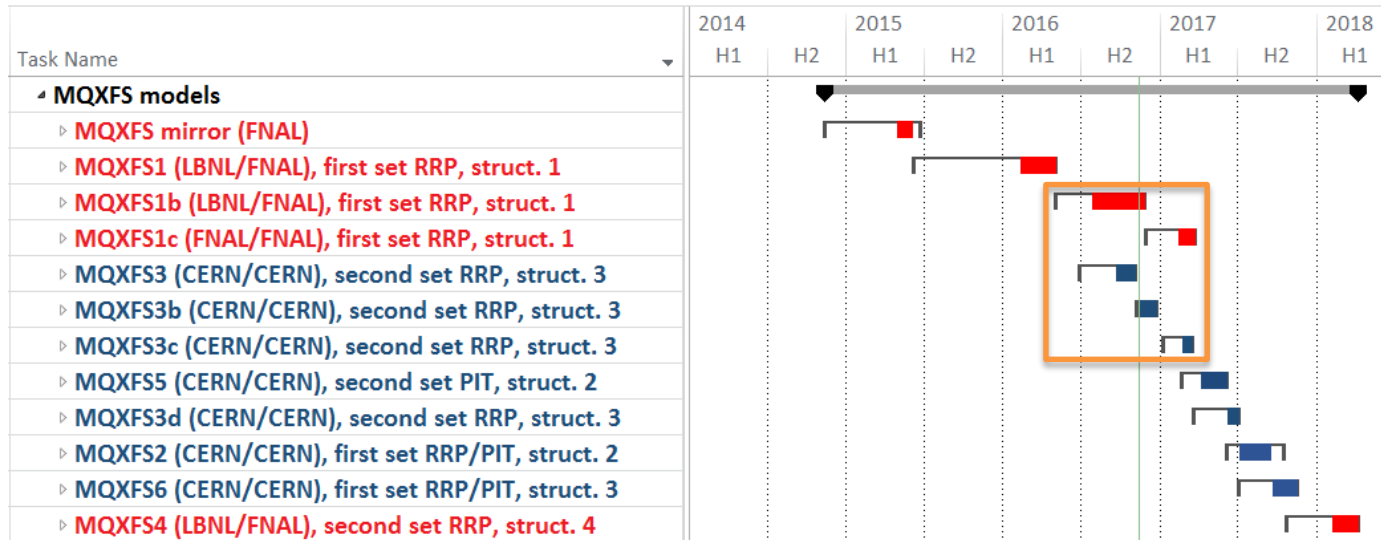 2014 2015 2016 2017 2018
Task Name H1 H2 H1 H2 H1 H2 H1 H2 H1
MQXFS models
MQXFS mirror (FNAL)
MQXFS1 (LBNL/FNAL), first set RRP, struct. 1
MQXFS1b (LBNL/FNAL), first set RRP, struct. 1
MQXFS1c (FNAL/FNAL), first set RRP, struct. 1
MQXFS3 (CERN/CERN), second set RRP, struct. 3
MQXFS3b (CERN/CERN), second set RRP, struct. 3
MQXFS3c (CERN/CERN), second set RRP, struct. 3
MQXFS5 (CERN/CERN), second set PIT, struct. 2
MQXFS3d (CERN/CERN), second set RRP, struct. 3
MQXFS2 (CERN/CERN), first set RRP/PIT, struct. 2
MQXFS6 (CERN/CERN), first set RRP/PIT, struct. 3
MQXFS4 (LBNL/FNAL), second set RRP, struct. 4